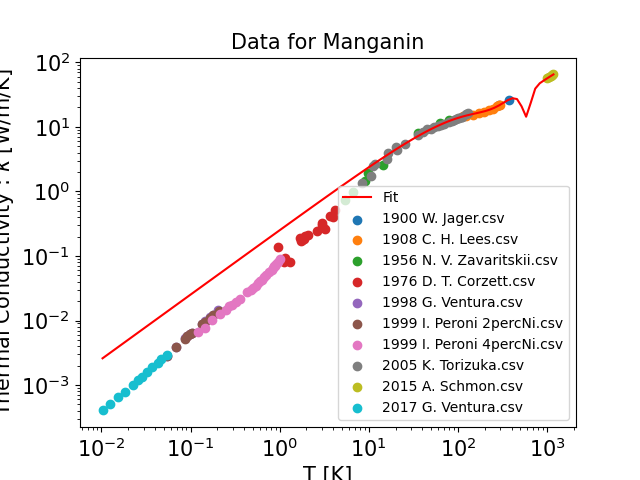 Data for Manganin
Thermal Conductivity : k [W/m/K]
10²
10¹
10⁰
10⁻¹
10⁻²
10⁻³
Fit
1900 W. Jager.csv
1908 C. H. Lees.csv
1956 N. V. Zavaritskii.csv
1976 D. T. Corzett.csv
1998 G. Ventura.csv
1999 I. Peroni 2percNi.csv
1999 I. Peroni 4percNi.csv
2005 K. Torizuka.csv
2015 A. Schmon.csv
2017 G. Ventura.csv
10⁻² 10⁻¹ 10⁰ 10¹ 10² 10³
T [K]